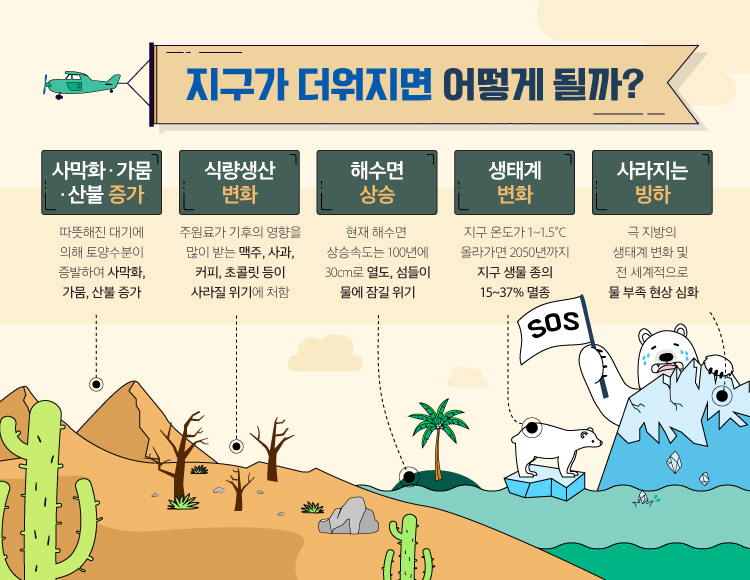 지구가 더워지면 어떻게 될까?
사막화·가뭄
·산불 증가
따뜻해진 대기에
의해 토양수분이
증발하여 사막화,
가뭄, 산불 증가
식량생산
변화
주원료가 기후의 영향을
많이 받는 맥주, 사과,
커피, 초콜릿 등이
사라질 위기에 처함
해수면
상승
현재 해수면
상승속도는 100년에
30cm로 열도, 섬들이
물에 잠길 위기
생태계
변화
지구 온도가 1~1.5°C
올라가면 2050년까지
지구 생물 종의
15~37% 멸종
사라지는
빙하
극 지방의
생태계 변화 및
전 세계적으로
물 부족 현상 심화
SOS